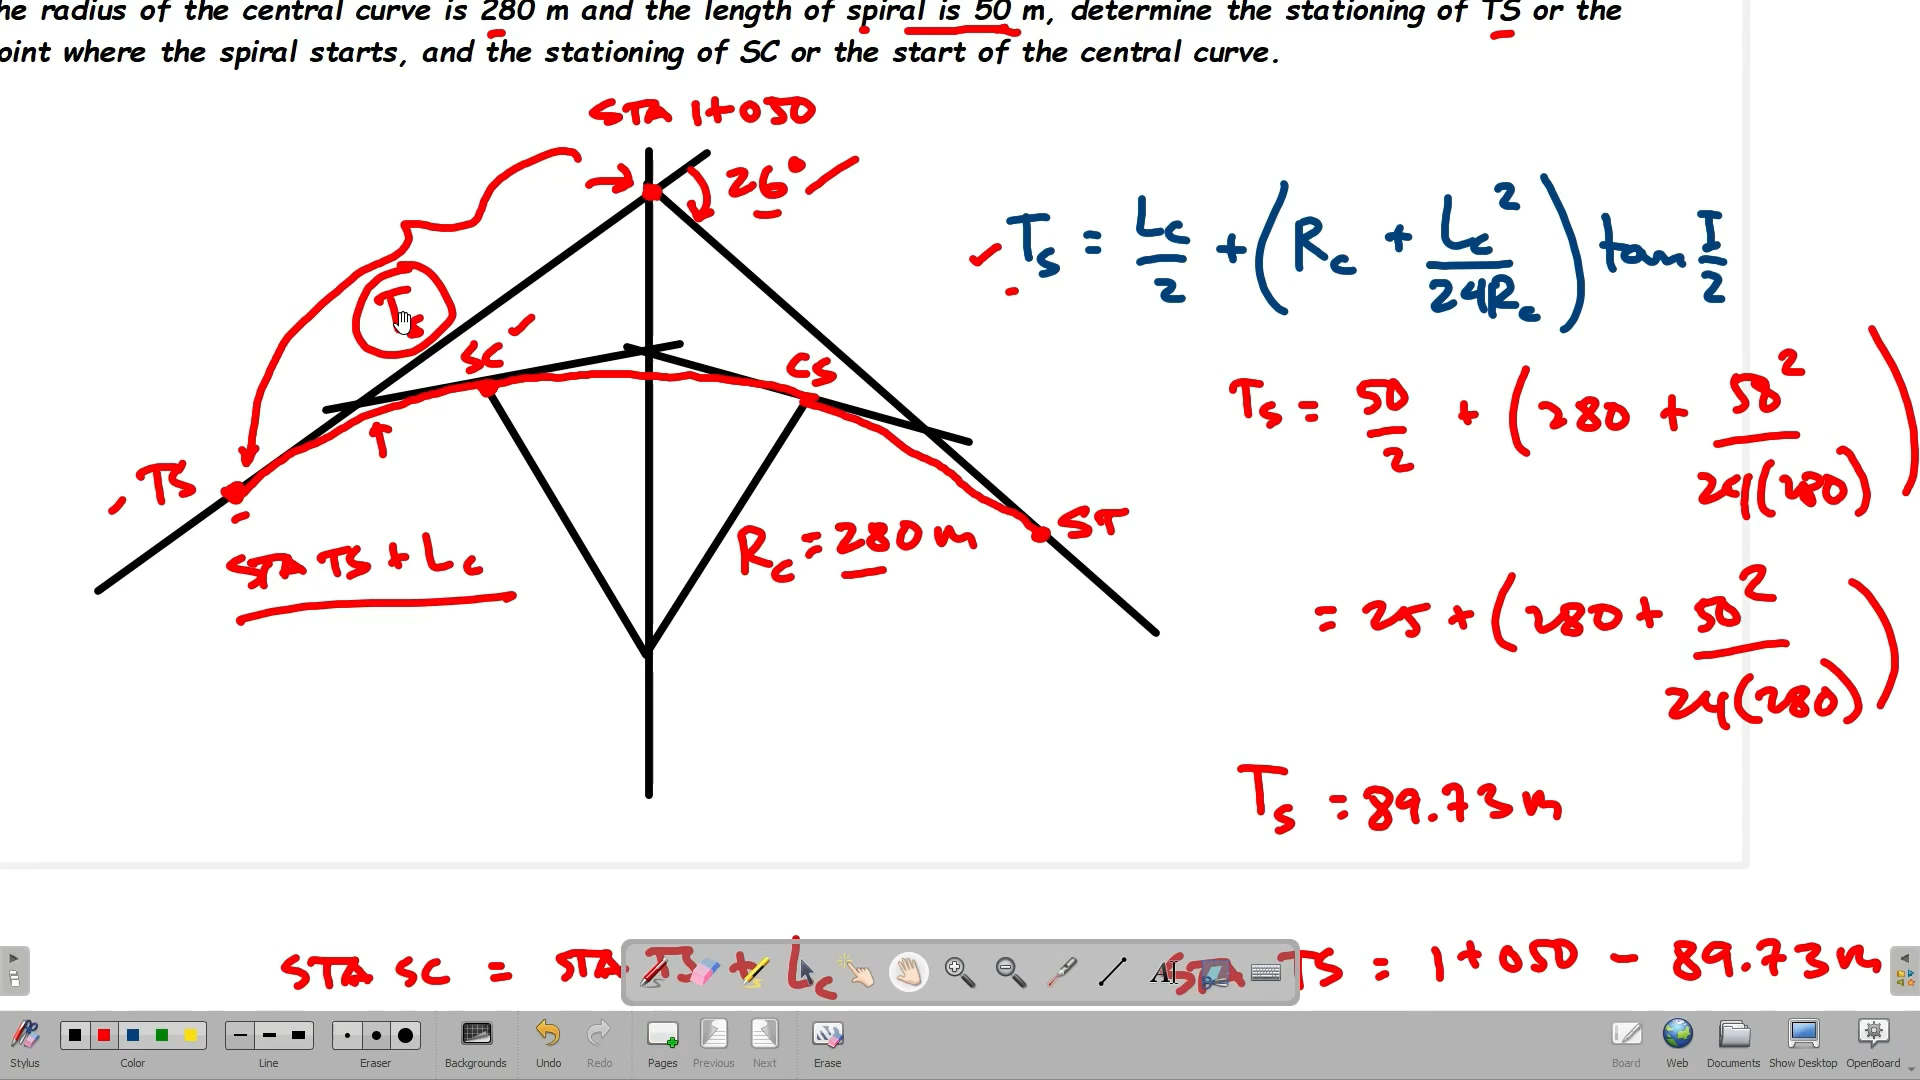 he radius of the central curve is 280 m and the length of spiral is 50 m, determine the stationing of TS or the
oint where the spiral starts, and the stationing of SC or the start of the central curve.
STA 1+050
26°
Ts = Lc/2 + (Rc + Lc²/24Rc) tan I/2
Ts
SC
CS
Ts = 50/2 + (280 + 50²/24(280))
TS
ST
STA TS + Lc
Rc = 280 m
= 25 + (280 + 50²/24(280))
Ts = 89.73 m
STA SC = STA TS + Lc
STA TS = 1+050 - 89.73 m
AI
Stylus
Color
Line
Eraser
Backgrounds
Undo
Redo
Pages
Previous
Next
Erase
Board
Web
Documents
Show Desktop
OpenBoard